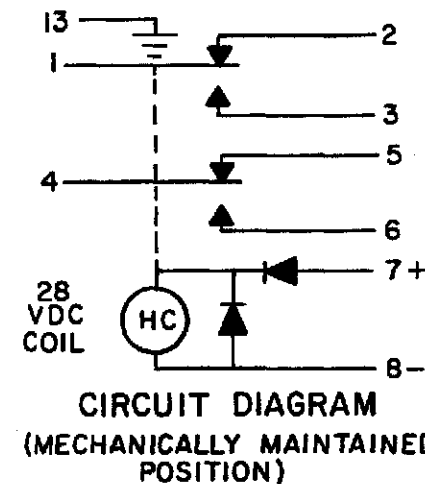 13
1
2
3
4
5
6
7+
28
VDC
COIL
HC
8-
CIRCUIT DIAGRAM
(MECHANICALLY MAINTAINED
POSITION)